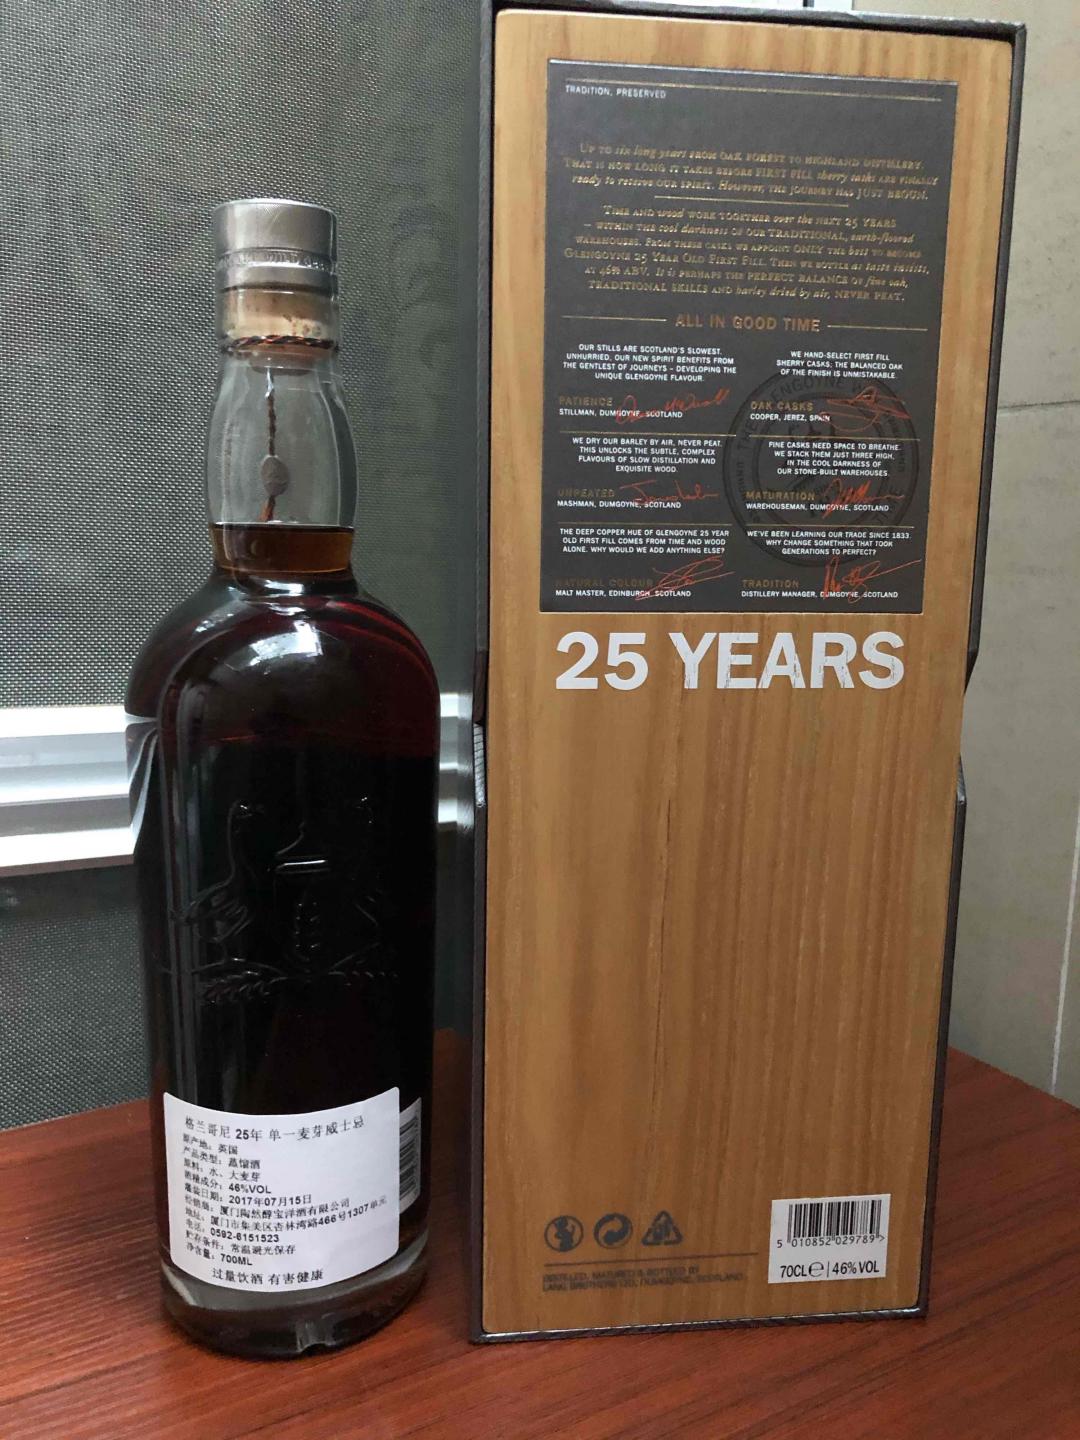 格兰哥尼 25年 单一麦芽威士忌
原产地：英国
产品类型：蒸馏酒
原料：水、大麦芽
酒精成分：46%VOL
灌装日期：2017年07月15日
经销商：厦门陶然醇宝洋酒有限公司
地址：厦门市集美区杏林湾路466号1307单元
电话：0592-6151523
贮存条件：常温避光保存
净含量：700ML
过量饮酒 有害健康
TRADITION, PRESERVED
UP TO six long years FROM OAK FOREST TO HIGHLAND DISTILLERY.
THAT IS HOW LONG IT TAKES BEFORE FIRST FILL sherry casks ARE FINALLY
ready to reserve OUR SPIRIT. However, THE JOURNEY HAS JUST BEGUN.
TIME AND wood WORK TOGETHER over the NEXT 25 YEARS
– WITHIN THE cool darkness OF OUR TRADITIONAL, earth-floored
WAREHOUSES. FROM THESE CASKS WE APPOINT ONLY the best TO BECOME
GLENGOYNE 25 YEAR OLD FIRST FILL. THEN WE BOTTLE as taste insists,
AT 46% ABV. It is PERHAPS THE PERFECT BALANCE OF fine oak,
TRADITIONAL SKILLS AND barley dried by air, NEVER PEAT.
ALL IN GOOD TIME
OUR STILLS ARE SCOTLAND'S SLOWEST.
UNHURRIED, OUR NEW SPIRIT BENEFITS FROM
THE GENTLEST OF JOURNEYS – DEVELOPING THE
UNIQUE GLENGOYNE FLAVOUR.
PATIENCE
STILLMAN, DUMGOYNE, SCOTLAND
WE HAND-SELECT FIRST FILL
SHERRY CASKS; THE BALANCED OAK
OF THE FINISH IS UNMISTAKABLE.
OAK CASKS
COOPER, JEREZ, SPAIN
WE DRY OUR BARLEY BY AIR, NEVER PEAT.
THIS UNLOCKS THE SUBTLE, COMPLEX
FLAVOURS OF SLOW DISTILLATION AND
EXQUISITE WOOD.
UNPEATED
MASHMAN, DUMGOYNE, SCOTLAND
FINE CASKS NEED SPACE TO BREATHE.
WE STACK THEM JUST THREE HIGH,
IN THE COOL DARKNESS OF
OUR STONE-BUILT WAREHOUSES.
MATURATION
WAREHOUSEMAN, DUMGOYNE, SCOTLAND
THE DEEP COPPER HUE OF GLENGOYNE 25 YEAR
OLD FIRST FILL COMES FROM TIME AND WOOD
ALONE. WHY WOULD WE ADD ANYTHING ELSE?
NATURAL COLOUR
MALT MASTER, EDINBURGH, SCOTLAND
WE'VE BEEN LEARNING OUR TRADE SINCE 1833.
WHY CHANGE SOMETHING THAT TOOK
GENERATIONS TO PERFECT?
TRADITION
DISTILLERY MANAGER, DUMGOYNE, SCOTLAND
25 YEARS
DISTILLED, MATURED & BOTTLED BY
LANG BROTHERS LTD, DUMGOYNE, SCOTLAND
5 010852 029789 >
70CL e | 46%VOL